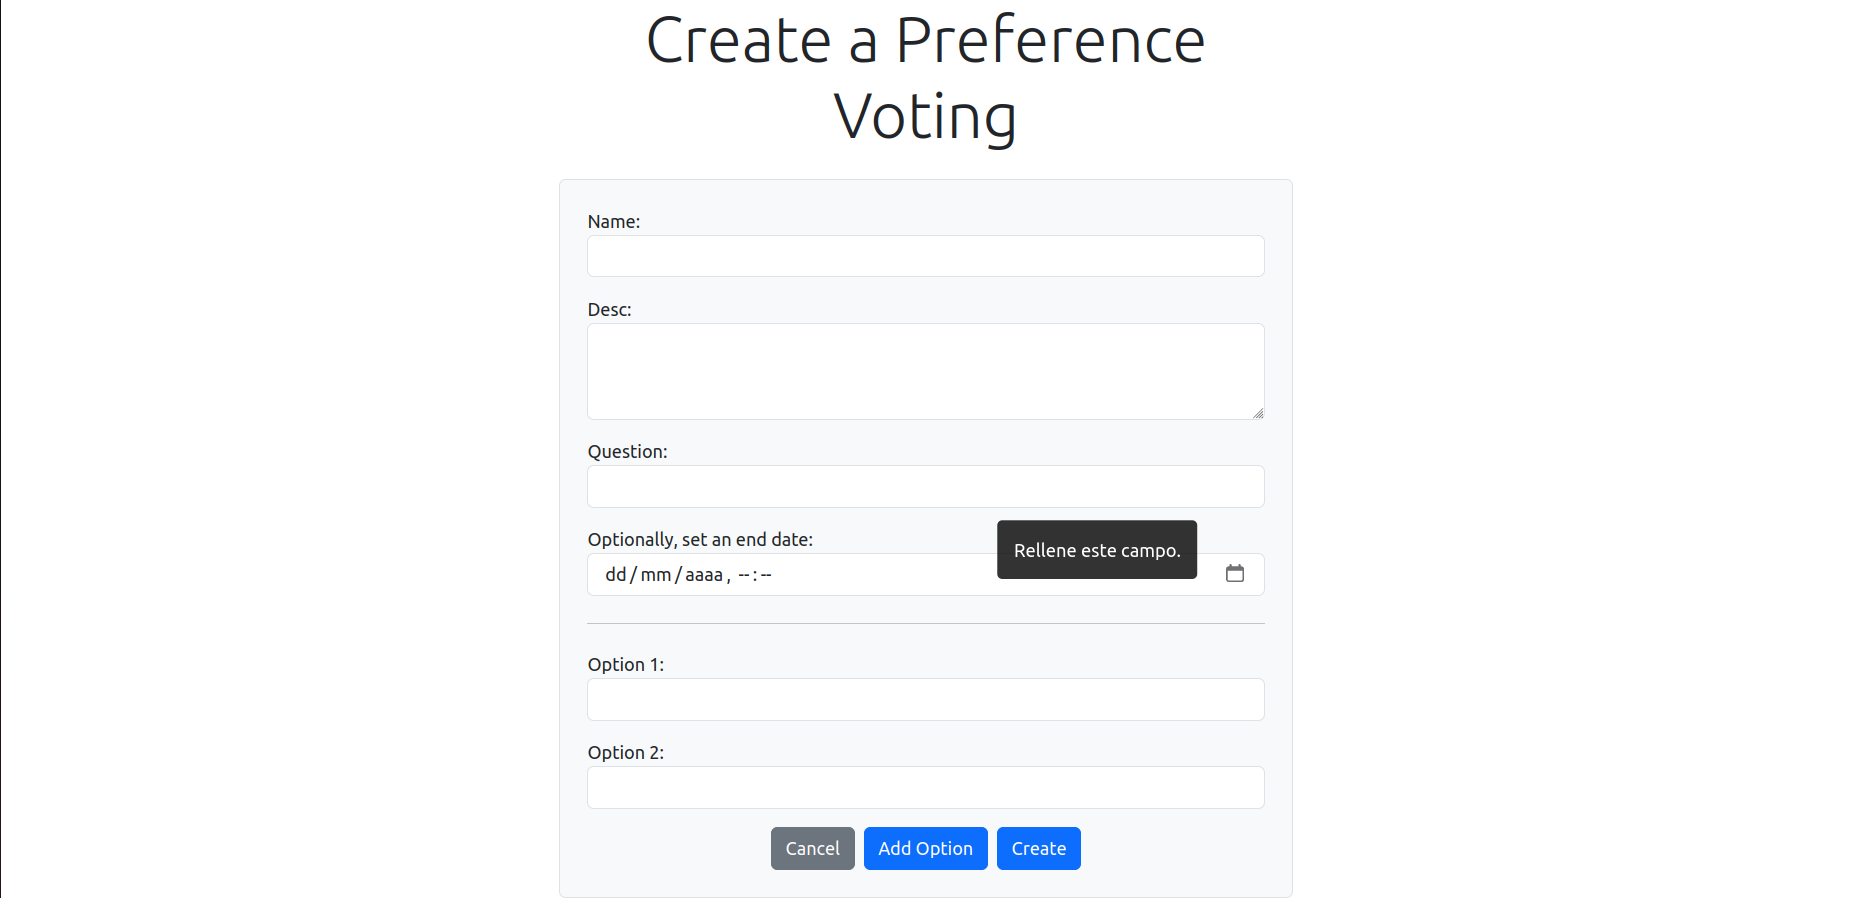 Create a Preference
Voting
Name:
Desc:
Question:
Optionally, set an end date:
Rellene este campo.
dd/mm/aaaa, --:--
Option 1:
Option 2:
Cancel Add Option Create